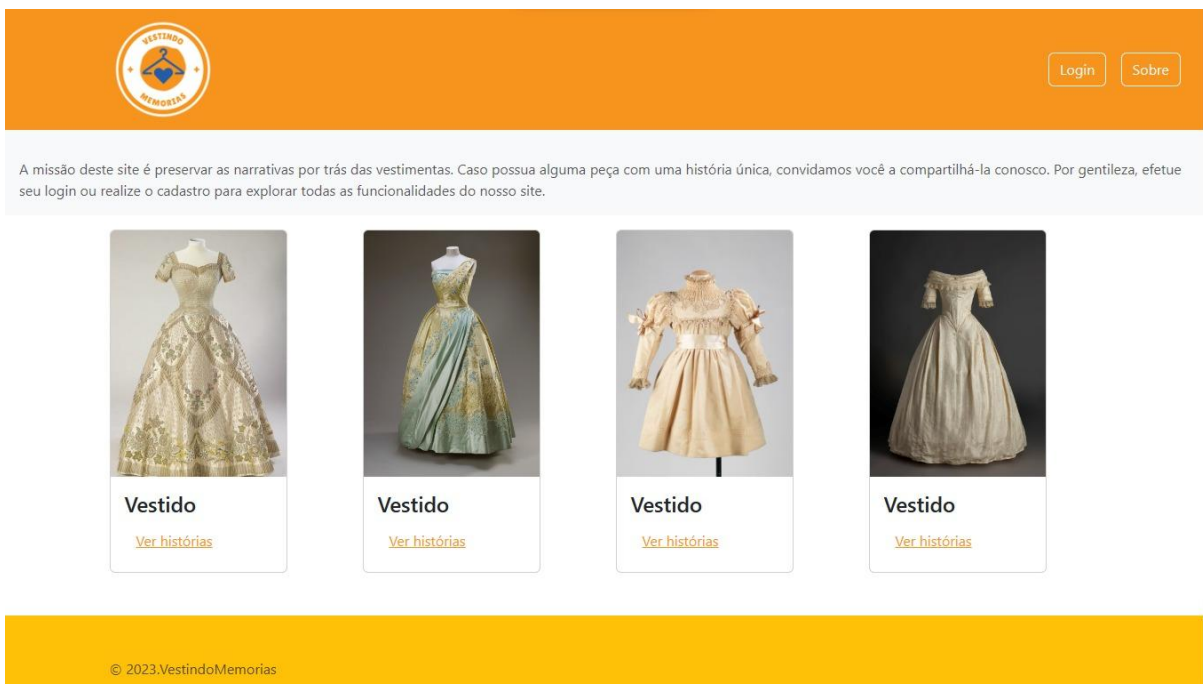 VESTINDO
MEMORIAS
Login
Sobre
A missão deste site é preservar as narrativas por trás das vestimentas. Caso possua alguma peça com uma história única, convidamos você a compartilhá-la conosco. Por gentileza, efetue
seu login ou realize o cadastro para explorar todas as funcionalidades do nosso site.
Vestido
Ver histórias
Vestido
Ver histórias
Vestido
Ver histórias
Vestido
Ver histórias
© 2023.VestindoMemorias